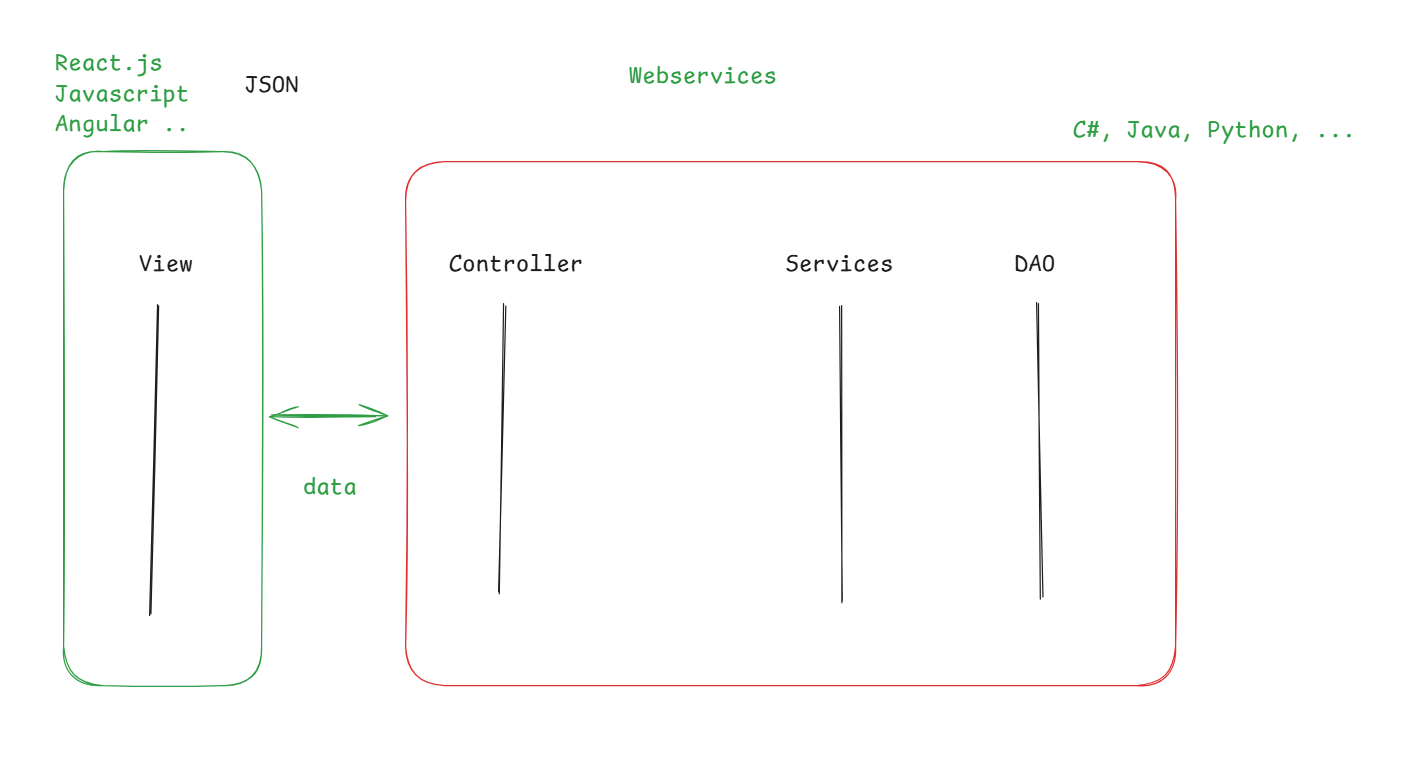 React.js
Javascript
Angular ..
JSON
Webservices
C#, Java, Python, ...
View
Controller
Services
DAO
data